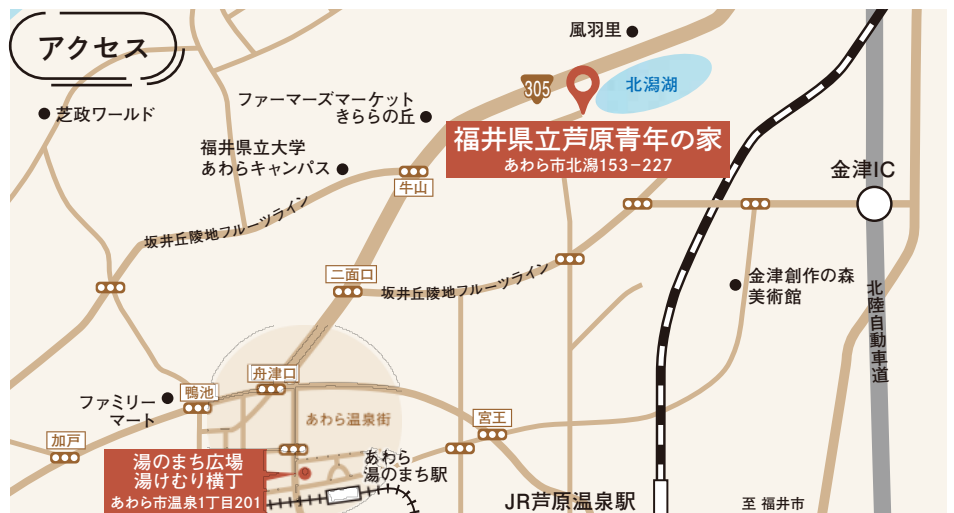 アクセス
風羽里
305
北潟湖
芝政ワールド
ファーマーズマーケット
きららの丘
福井県立芦原青年の家
あわら市北潟153−227
福井県立大学
あわらキャンパス
牛山
金津IC
坂井丘陵地フルーツライン
二面口
坂井丘陵地フルーツライン
金津創作の森
美術館
北陸自動車道
舟津口
鴨池
ファミリー
マート
あわら温泉街
宮王
加戸
湯のまち広場
湯けむり横丁
あわら市温泉1丁目201
あわら
湯のまち駅
JR芦原温泉駅
至 福井市